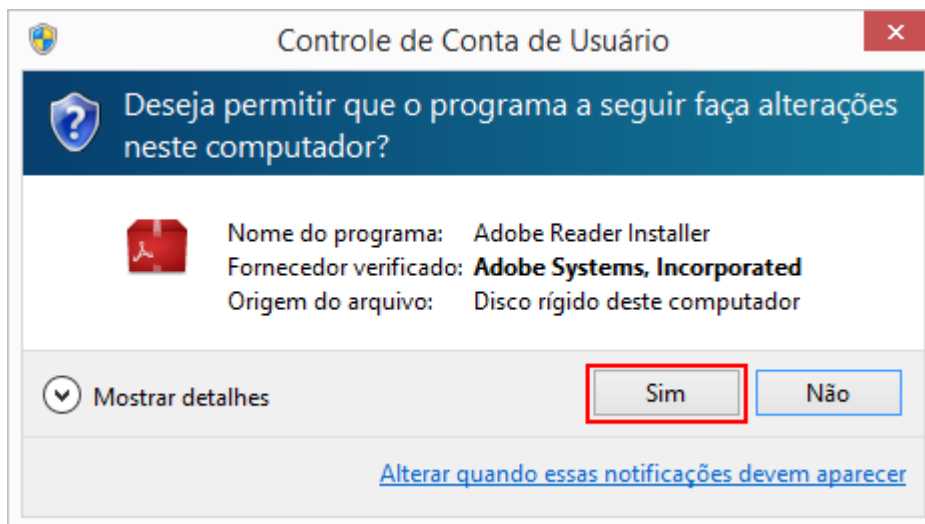 Controle de Conta de Usuário
Deseja permitir que o programa a seguir faça alterações
neste computador?
Nome do programa: Adobe Reader Installer
Fornecedor verificado: Adobe Systems, Incorporated
Origem do arquivo: Disco rígido deste computador
Mostrar detalhes
Sim
Não
Alterar quando essas notificações devem aparecer